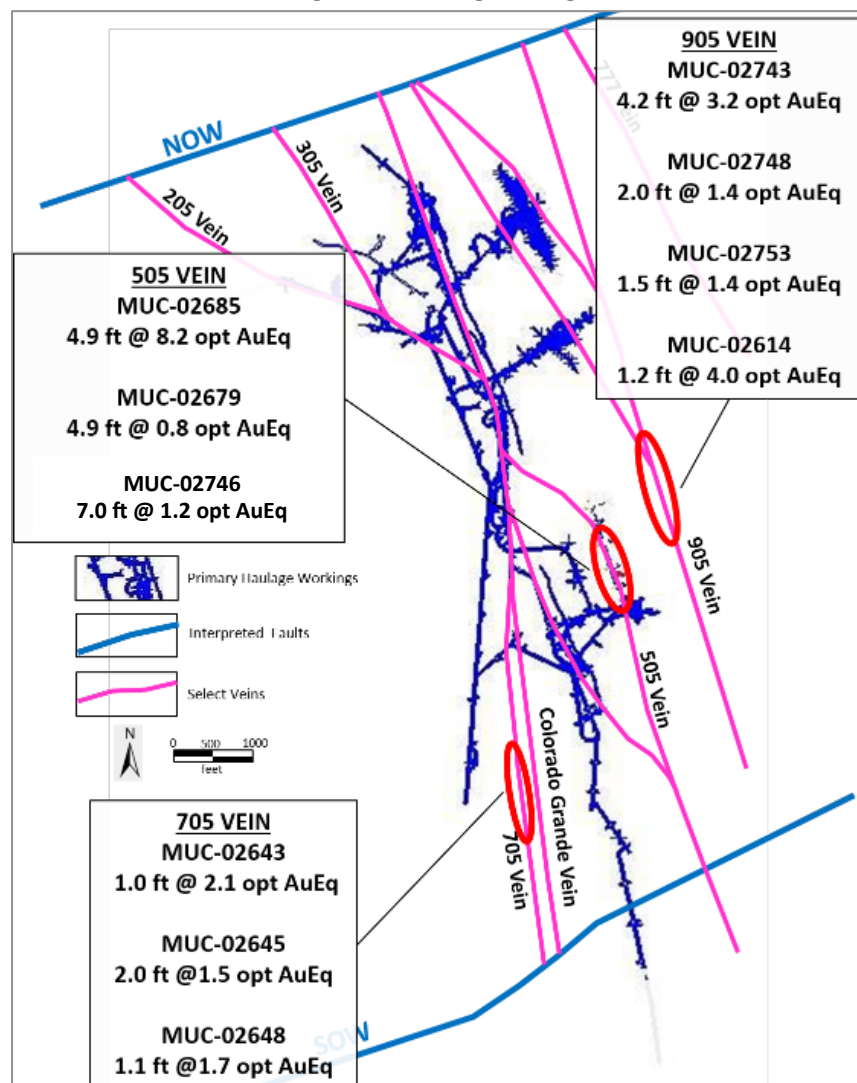 905 VEIN
MUC-02743
4.2 ft @ 3.2 opt AuEq
MUC-02748
2.0 ft @ 1.4 opt AuEq
MUC-02753
1.5 ft @ 1.4 opt AuEq
MUC-02614
1.2 ft @ 4.0 opt AuEq
777 Vein
NOW
305 Vein
205 Vein
505 VEIN
MUC-02685
4.9 ft @ 8.2 opt AuEq
MUC-02679
4.9 ft @ 0.8 opt AuEq
MUC-02746
7.0 ft @ 1.2 opt AuEq
905 Vein
505 Vein
Primary Haulage Workings
Interpreted Faults
Select Veins
N
0 500 1000
feet
Colorado Grande Vein
705 Vein
705 VEIN
MUC-02643
1.0 ft @ 2.1 opt AuEq
MUC-02645
2.0 ft @1.5 opt AuEq
MUC-02648
1.1 ft @1.7 opt AuEq
SOW